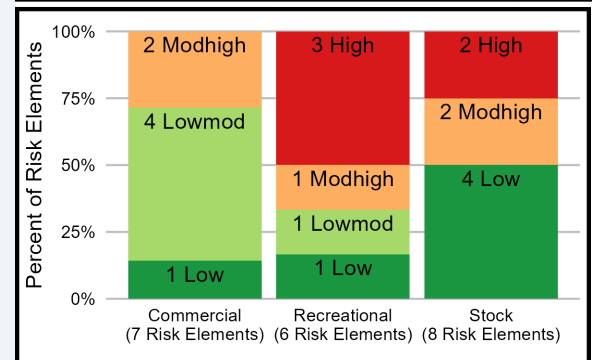 Percent of Risk Elements
100%
75%
50%
25%
0%
2 Modhigh
4 Lowmod
1 Low
3 High
1 Modhigh
1 Lowmod
1 Low
2 High
2 Modhigh
4 Low
Commercial
(7 Risk Elements)
Recreational
(6 Risk Elements)
Stock
(8 Risk Elements)